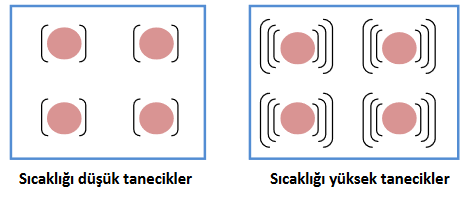 Sıcaklığı düşük tanecikler
Sıcaklığı yüksek tanecikler